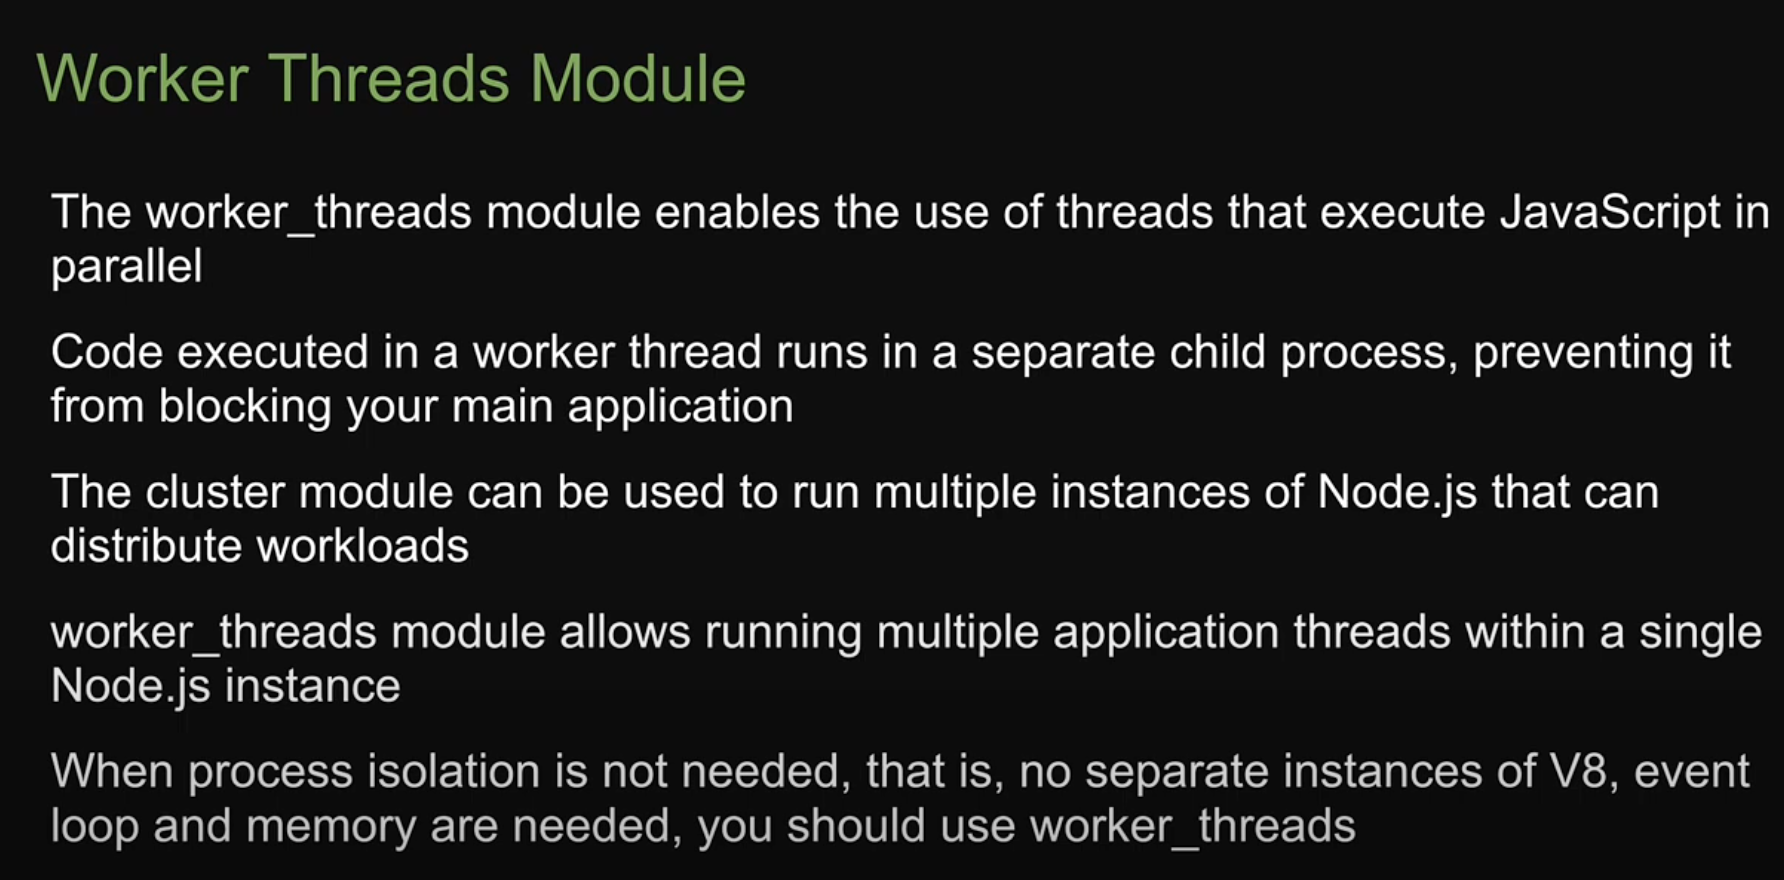 Worker Threads Module
The worker_threads module enables the use of threads that execute JavaScript in
parallel
Code executed in a worker thread runs in a separate child process, preventing it
from blocking your main application
The cluster module can be used to run multiple instances of Node.js that can
distribute workloads
worker_threads module allows running multiple application threads within a single
Node.js instance
When process isolation is not needed, that is, no separate instances of V8, event
loop and memory are needed, you should use worker_threads